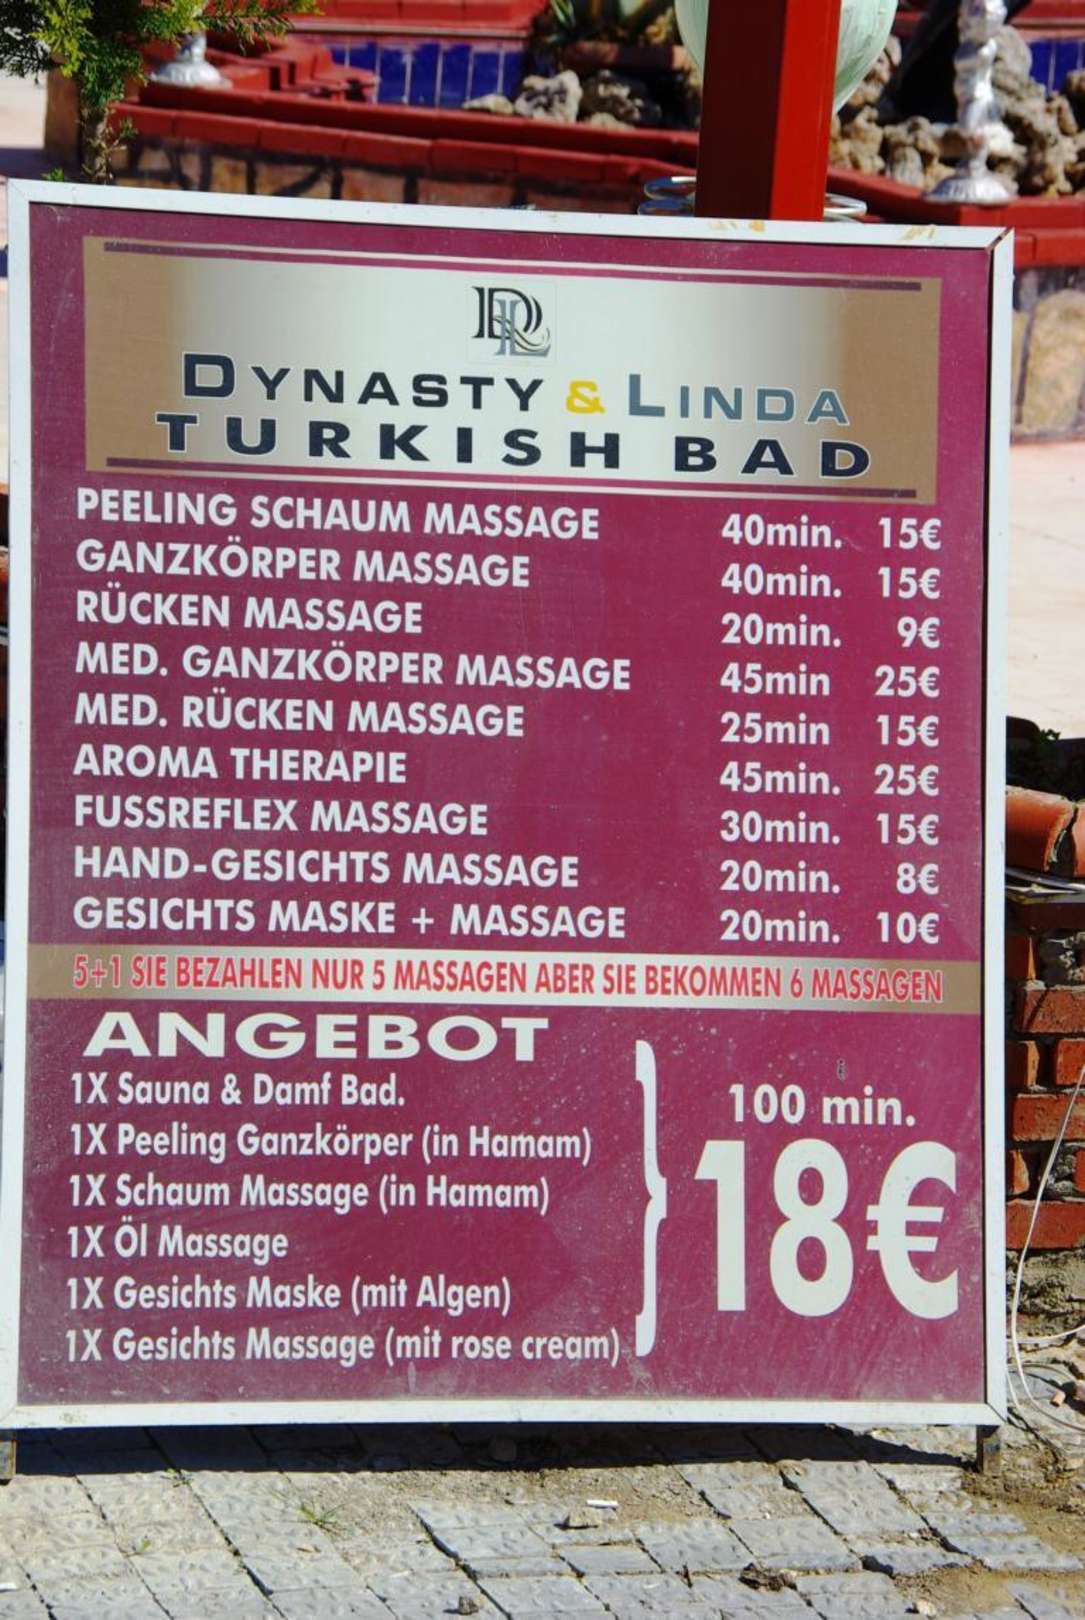 DL
DYNASTY & LINDA
TURKISH BAD
PEELING SCHAUM MASSAGE 40min. 15€
GANZKÖRPER MASSAGE 40min. 15€
RÜCKEN MASSAGE 20min. 9€
MED. GANZKÖRPER MASSAGE 45min 25€
MED. RÜCKEN MASSAGE 25min 15€
AROMA THERAPIE 45min. 25€
FUSSREFLEX MASSAGE 30min. 15€
HAND-GESICHTS MASSAGE 20min. 8€
GESICHTS MASKE + MASSAGE 20min. 10€
5+1 SIE BEZAHLEN NUR 5 MASSAGEN ABER SIE BEKOMMEN 6 MASSAGEN
ANGEBOT
1X Sauna & Damf Bad.
1X Peeling Ganzkörper (in Hamam)
1X Schaum Massage (in Hamam)
1X Öl Massage
1X Gesichts Maske (mit Algen)
1X Gesichts Massage (mit rose cream)
100 min.
18€